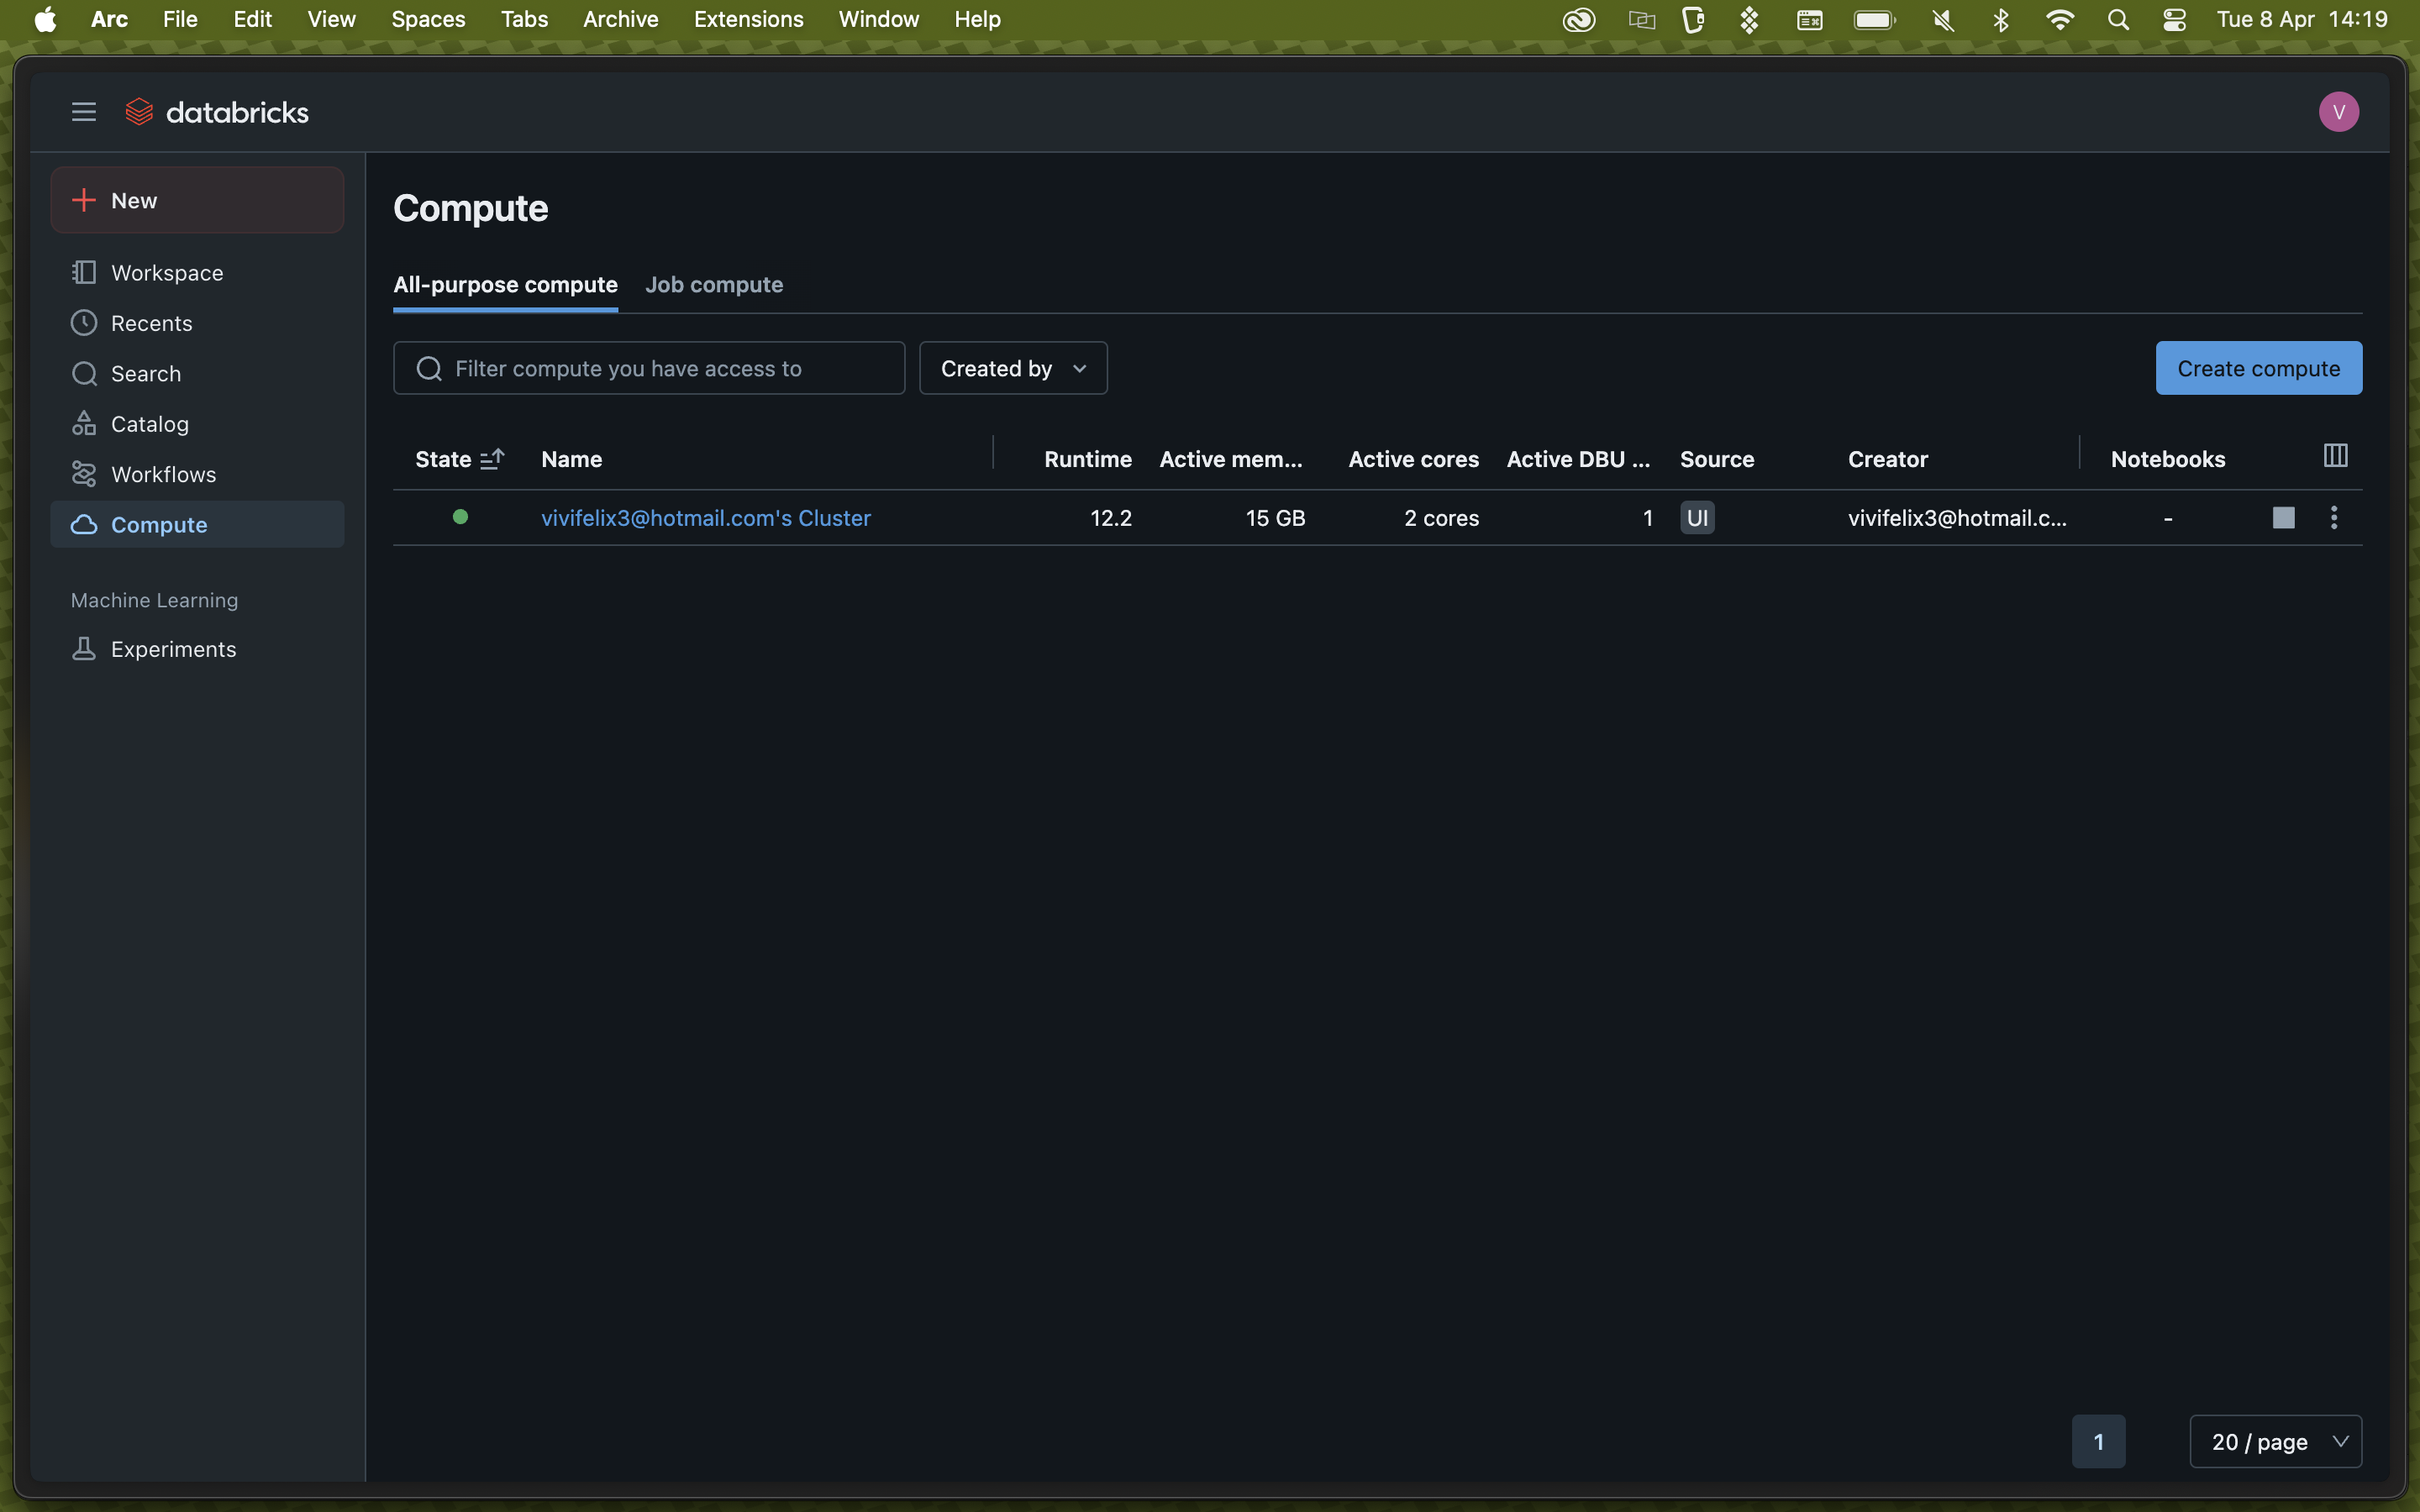 Arc File Edit View Spaces Tabs Archive Extensions Window Help Tue 8 Apr 14:19
databricks
V
New
Workspace
Recents
Search
Catalog
Workflows
Compute
Machine Learning
Experiments
Compute
All-purpose compute Job compute
Filter compute you have access to Created by Create compute
State Name Runtime Active mem... Active cores Active DBU ... Source Creator Notebooks
vivifelix3@hotmail.com's Cluster 12.2 15 GB 2 cores 1 UI vivifelix3@hotmail.c... -
1 20 / page